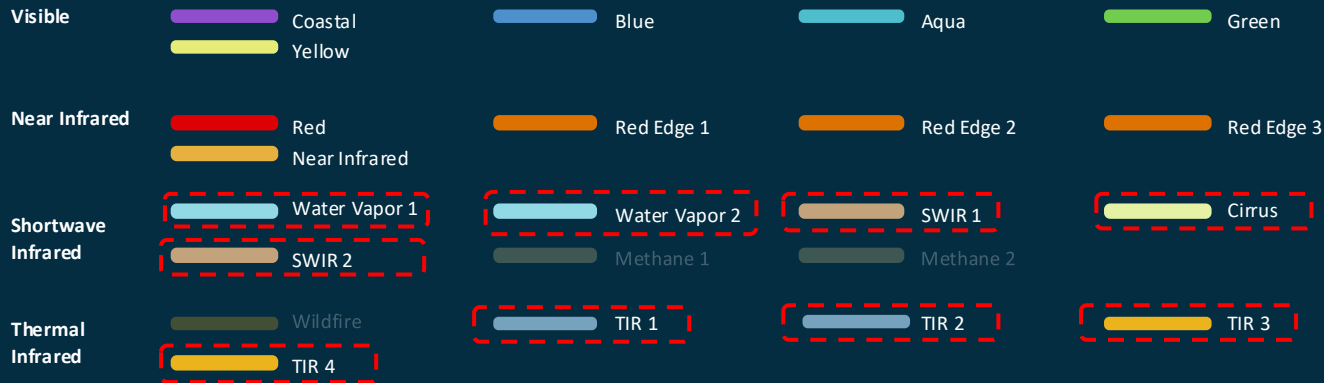 Visible Coastal Blue Aqua Green
Yellow
Near Infrared Red Red Edge 1 Red Edge 2 Red Edge 3
Near Infrared
Shortwave Infrared Water Vapor 1 Water Vapor 2 SWIR 1 Cirrus
SWIR 2 Methane 1 Methane 2
Thermal Infrared Wildfire TIR 1 TIR 2 TIR 3
TIR 4